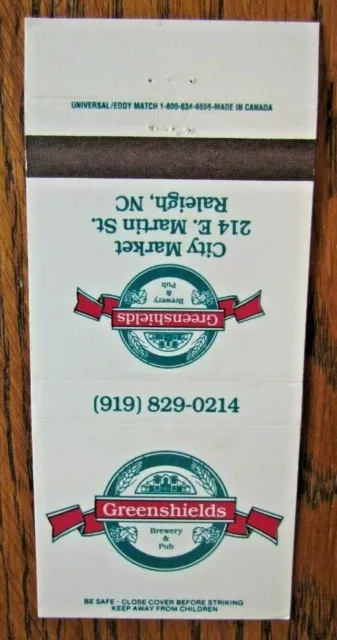 UNIVERSAL/EDDY MATCH 1-800-634-6656-MADE IN CANADA
City Market
214 E. Martin St.
Raleigh, NC
Greenshields
Brewery
&
Pub
(919) 829-0214
Greenshields
Brewery
&
Pub
BE SAFE - CLOSE COVER BEFORE STRIKING
KEEP AWAY FROM CHILDREN